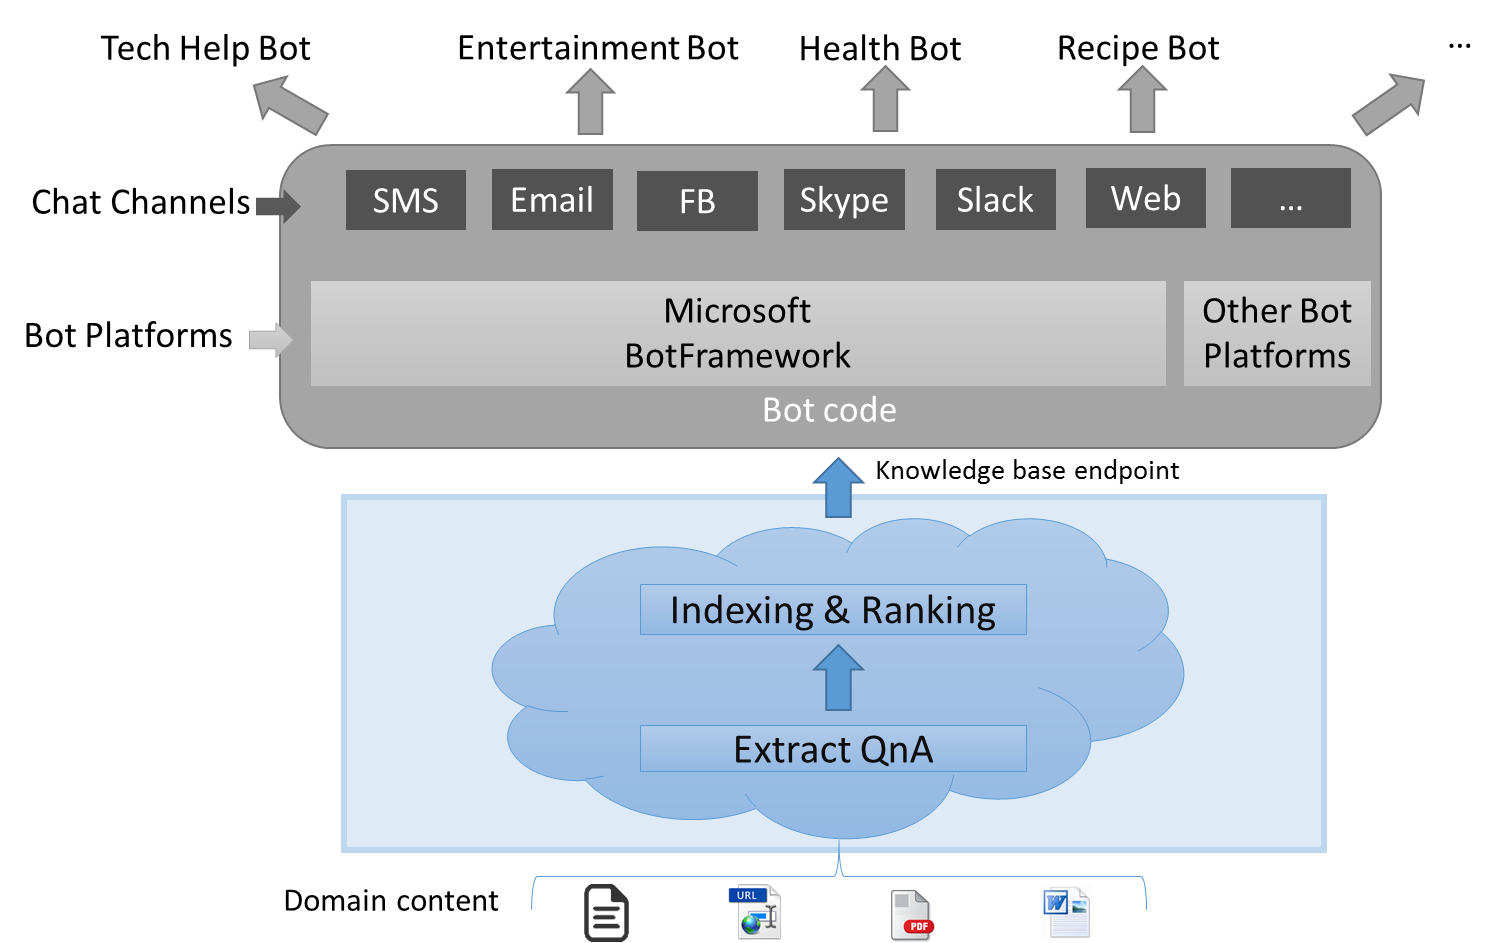 Tech Help Bot
Entertainment Bot
Health Bot
Recipe Bot
...
Chat Channels
SMS
Email
FB
Skype
Slack
Web
...
Bot Platforms
Microsoft
BotFramework
Other Bot
Platforms
Bot code
Knowledge base endpoint
Indexing & Ranking
Extract QnA
Domain content
URL
PDF
W